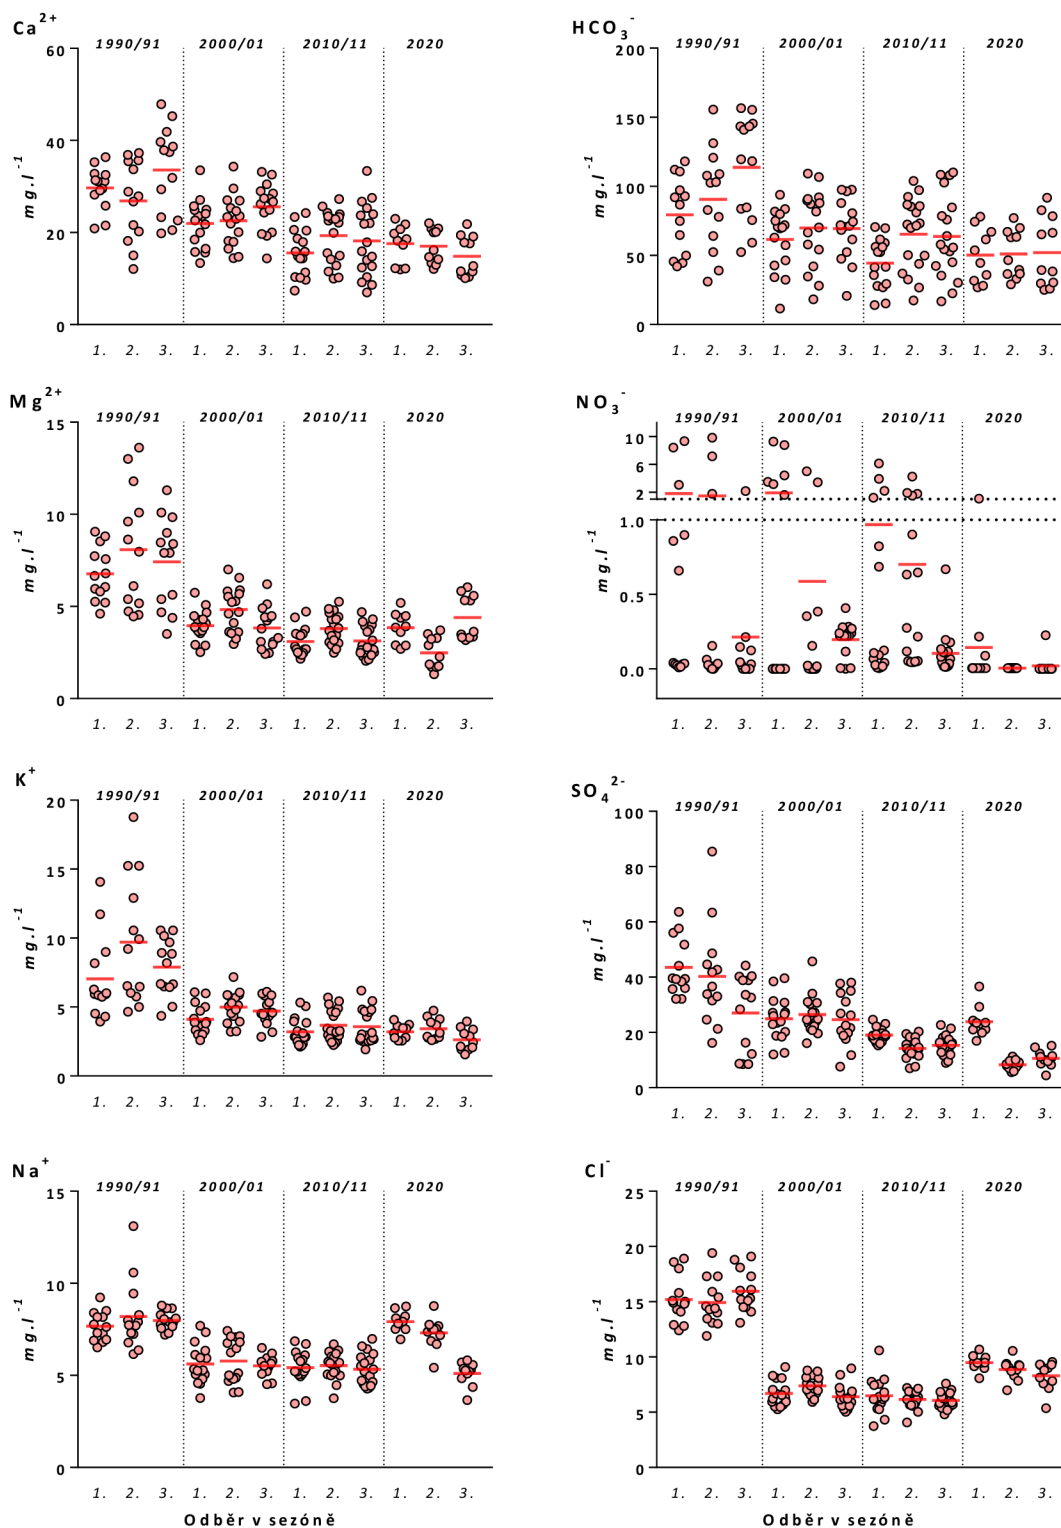 Ca2+
1990/91 2000/01 2010/11 2020
60
40
20
0
mg.l-1
1. 2. 3. 1. 2. 3. 1. 2. 3. 1. 2. 3.
HCO3-
1990/91 2000/01 2010/11 2020
200
150
100
50
0
mg.l-1
1. 2. 3. 1. 2. 3. 1. 2. 3. 1. 2. 3.
Mg2+
1990/91 2000/01 2010/11 2020
15
10
5
0
mg.l-1
1. 2. 3. 1. 2. 3. 1. 2. 3. 1. 2. 3.
NO3-
1990/91 2000/01 2010/11 2020
10
6
2
1.0
0.5
0.0
mg.l-1
1. 2. 3. 1. 2. 3. 1. 2. 3. 1. 2. 3.
K+
1990/91 2000/01 2010/11 2020
20
15
10
5
0
mg.l-1
1. 2. 3. 1. 2. 3. 1. 2. 3. 1. 2. 3.
SO42-
1990/91 2000/01 2010/11 2020
100
80
60
40
20
0
mg.l-1
1. 2. 3. 1. 2. 3. 1. 2. 3. 1. 2. 3.
Na+
1990/91 2000/01 2010/11 2020
15
10
5
0
mg.l-1
1. 2. 3. 1. 2. 3. 1. 2. 3. 1. 2. 3.
Odběr v sezóně
Cl-
1990/91 2000/01 2010/11 2020
25
20
15
10
5
0
mg.l-1
1. 2. 3. 1. 2. 3. 1. 2. 3. 1. 2. 3.
Odběr v sezóně